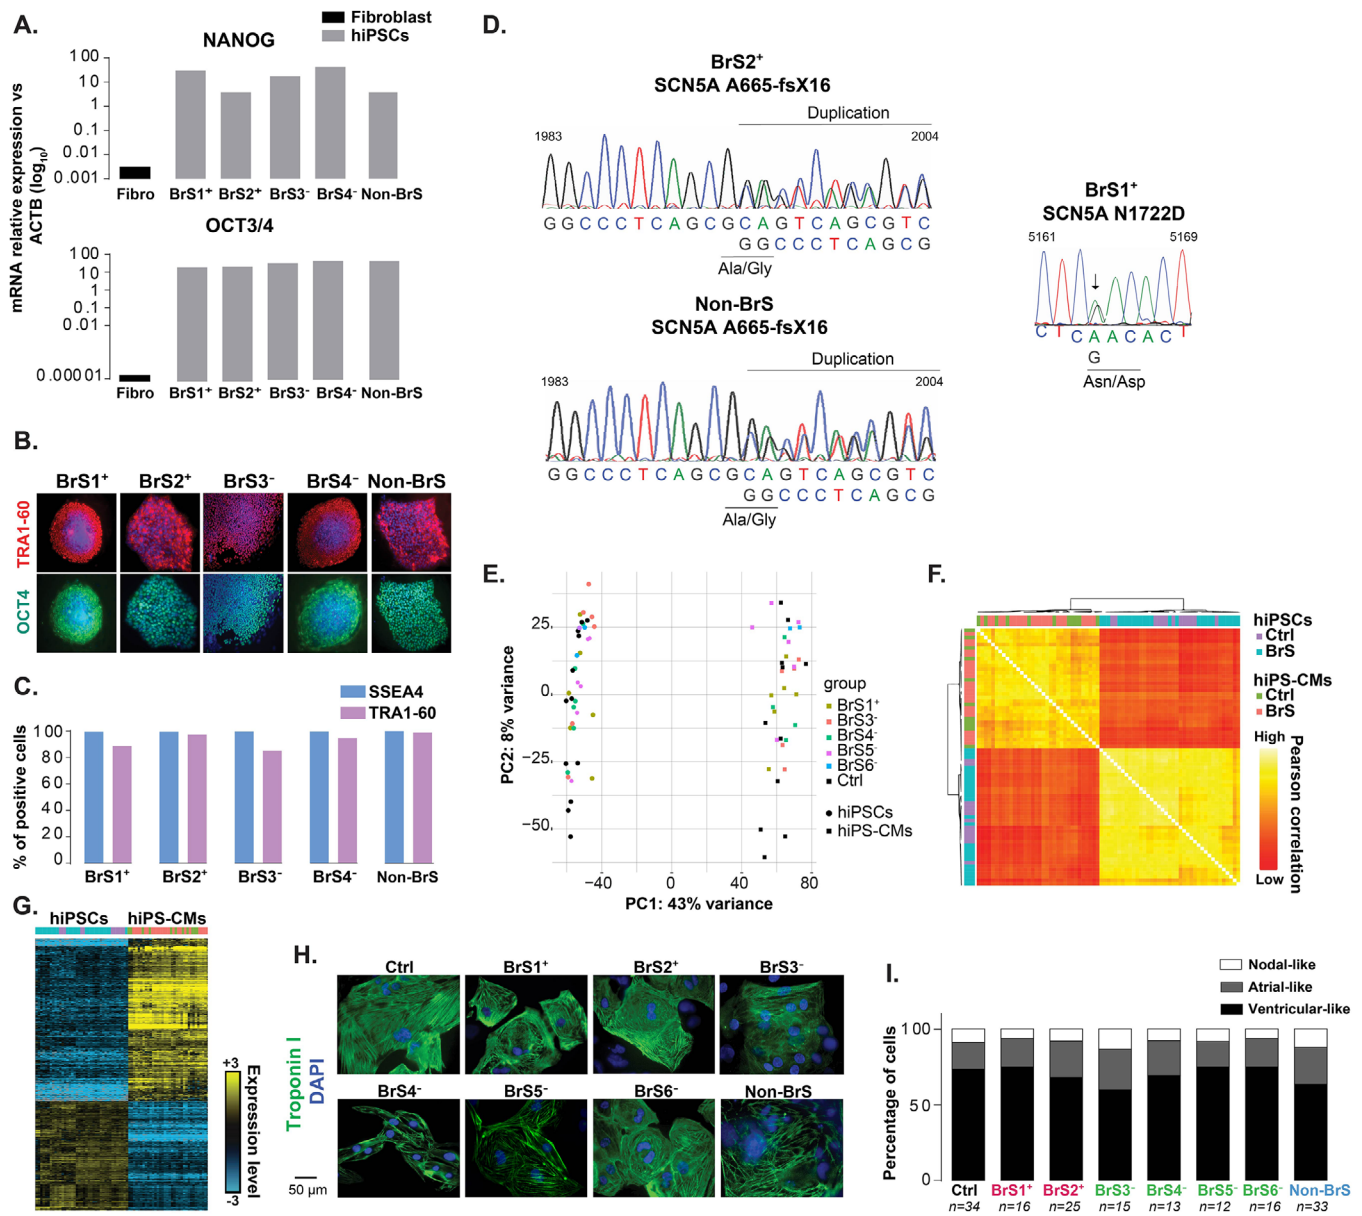 A.
Fibroblast
hiPSCs
NANOG
mRNA relative expression vs
ACTB (log10)
100
10
1
0.1
0.01
0.001
Fibro BrS1+ BrS2+ BrS3- BrS4- Non-BrS
OCT3/4
100
10
1
0.1
0.01
0.00001
Fibro BrS1+ BrS2+ BrS3- BrS4- Non-BrS
B.
BrS1+ BrS2+ BrS3- BrS4- Non-BrS
TRA1-60
OCT4
C.
SSEA4
TRA1-60
% of positive cells
100
80
60
40
20
0
BrS1+ BrS2+ BrS3- BrS4- Non-BrS
D.
BrS2+
SCN5A A665-fsX16
Duplication
1983 2004
G G C C C T C A G C G C A G T C A G C G T C
G G C C C T C A G C G
Ala/Gly
Non-BrS
SCN5A A665-fsX16
Duplication
1983 2004
G G C C C T C A G C G C A G T C A G C G T C
G G C C C T C A G C G
Ala/Gly
BrS1+
SCN5A N1722D
5161 5169
C T C A A C A C T
G
Asn/Asp
E.
PC2: 8% variance
25
0
-25
-50
-40 0 40 80
PC1: 43% variance
group
BrS1+
BrS3-
BrS4-
BrS5-
BrS6-
Ctrl
hiPSCs
hiPS-CMs
F.
hiPSCs
Ctrl
BrS
hiPS-CMs
Ctrl
BrS
High
Low
Pearson correlation
G.
hiPSCs hiPS-CMs
+3
-3
Expression level
H.
Troponin I
DAPI
Ctrl BrS1+ BrS2+ BrS3-
BrS4- BrS5- BrS6- Non-BrS
50 µm
I.
Nodal-like
Atrial-like
Ventricular-like
Percentage of cells
100
50
0
Ctrl BrS1+ BrS2+ BrS3- BrS4- BrS5- BrS6- Non-BrS
n=34 n=16 n=25 n=15 n=13 n=12 n=16 n=33